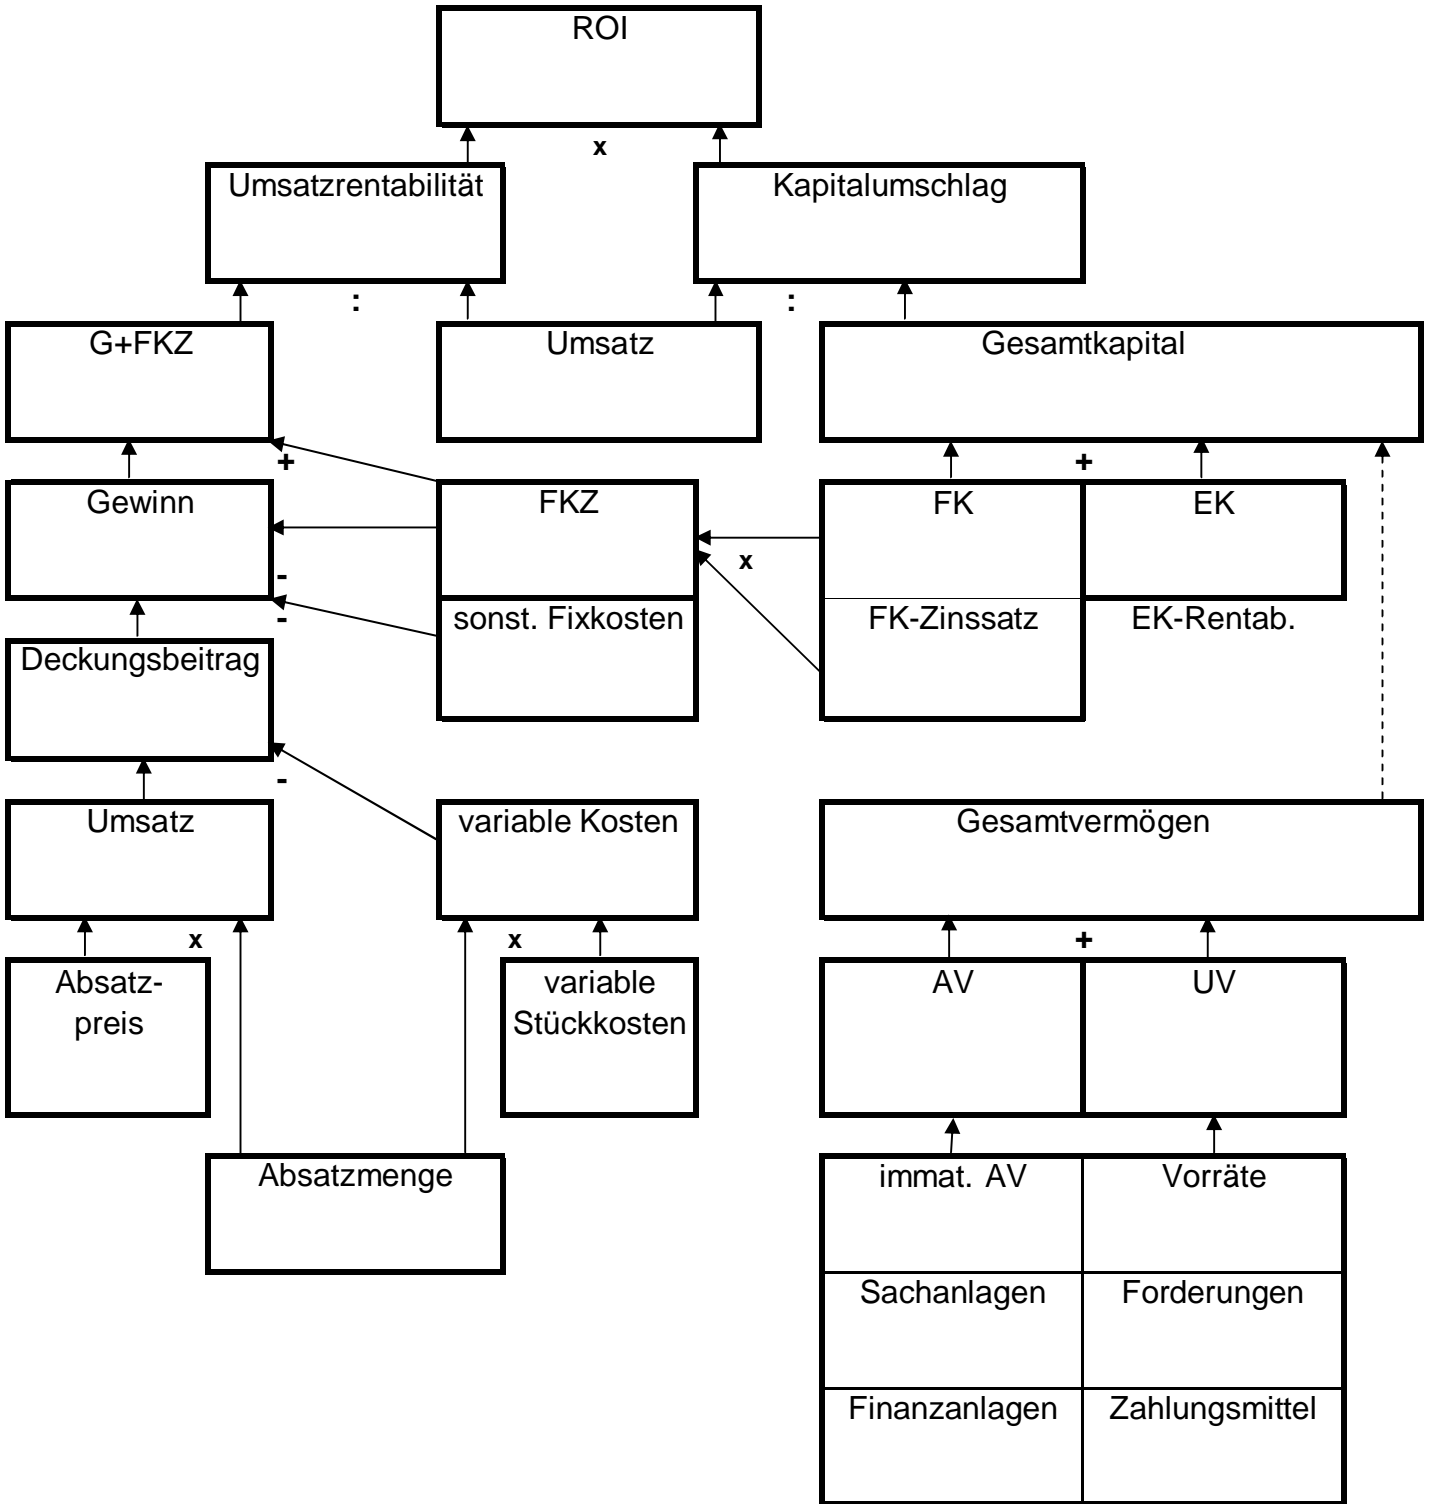 ROI
x
Umsatzrentabilität
Kapitalumschlag
:
:
G+FKZ
Umsatz
Gesamtkapital
+
+
Gewinn
FKZ
FK
EK
x
-
-
sonst. Fixkosten
FK-Zinssatz
EK-Rentab.
Deckungsbeitrag
-
Umsatz
variable Kosten
Gesamtvermögen
x
x
+
Absatz-
preis
variable
Stückkosten
AV
UV
Absatzmenge
immat. AV
Vorräte
Sachanlagen
Forderungen
Finanzanlagen
Zahlungsmittel